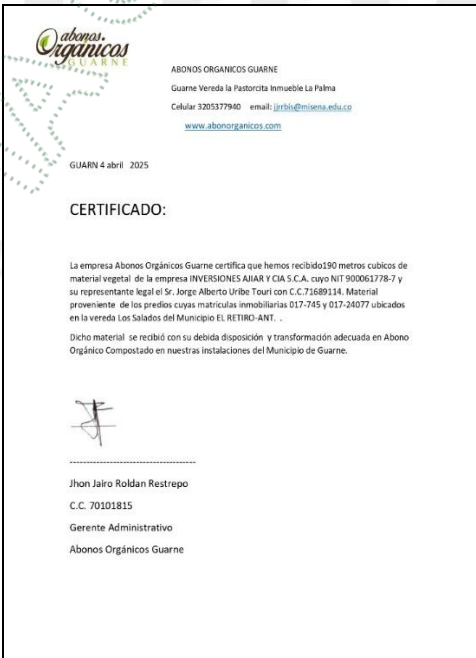 abonos.
Orgánicos
GUARNE
ABONOS ORGANICOS GUARNE
Guarne Vereda la Pastorcita Inmueble La Palma
Celular 3205377940 email: jjrrbis@misena.edu.co
www.abonorganicos.com
GUARN 4 abril 2025
CERTIFICADO:
La empresa Abonos Orgánicos Guarne certifica que hemos recibido190 metros cubicos de
material vegetal de la empresa INVERSIONES AJIAR Y CIA S.C.A. cuyo NIT 900061778-7 y
su representante legal el Sr. Jorge Alberto Uribe Touri con C.C.71689114. Material
proveniente de los predios cuyas matriculas inmobiliarias 017-745 y 017-24077 ubicados
en la vereda Los Salados del Municipio EL RETIRO-ANT. .
Dicho material se recibió con su debida disposición y transformación adecuada en Abono
Orgánico Compostado en nuestras instalaciones del Municipio de Guarne.
Jhon Jairo Roldan Restrepo
C.C. 70101815
Gerente Administrativo
Abonos Orgánicos Guarne